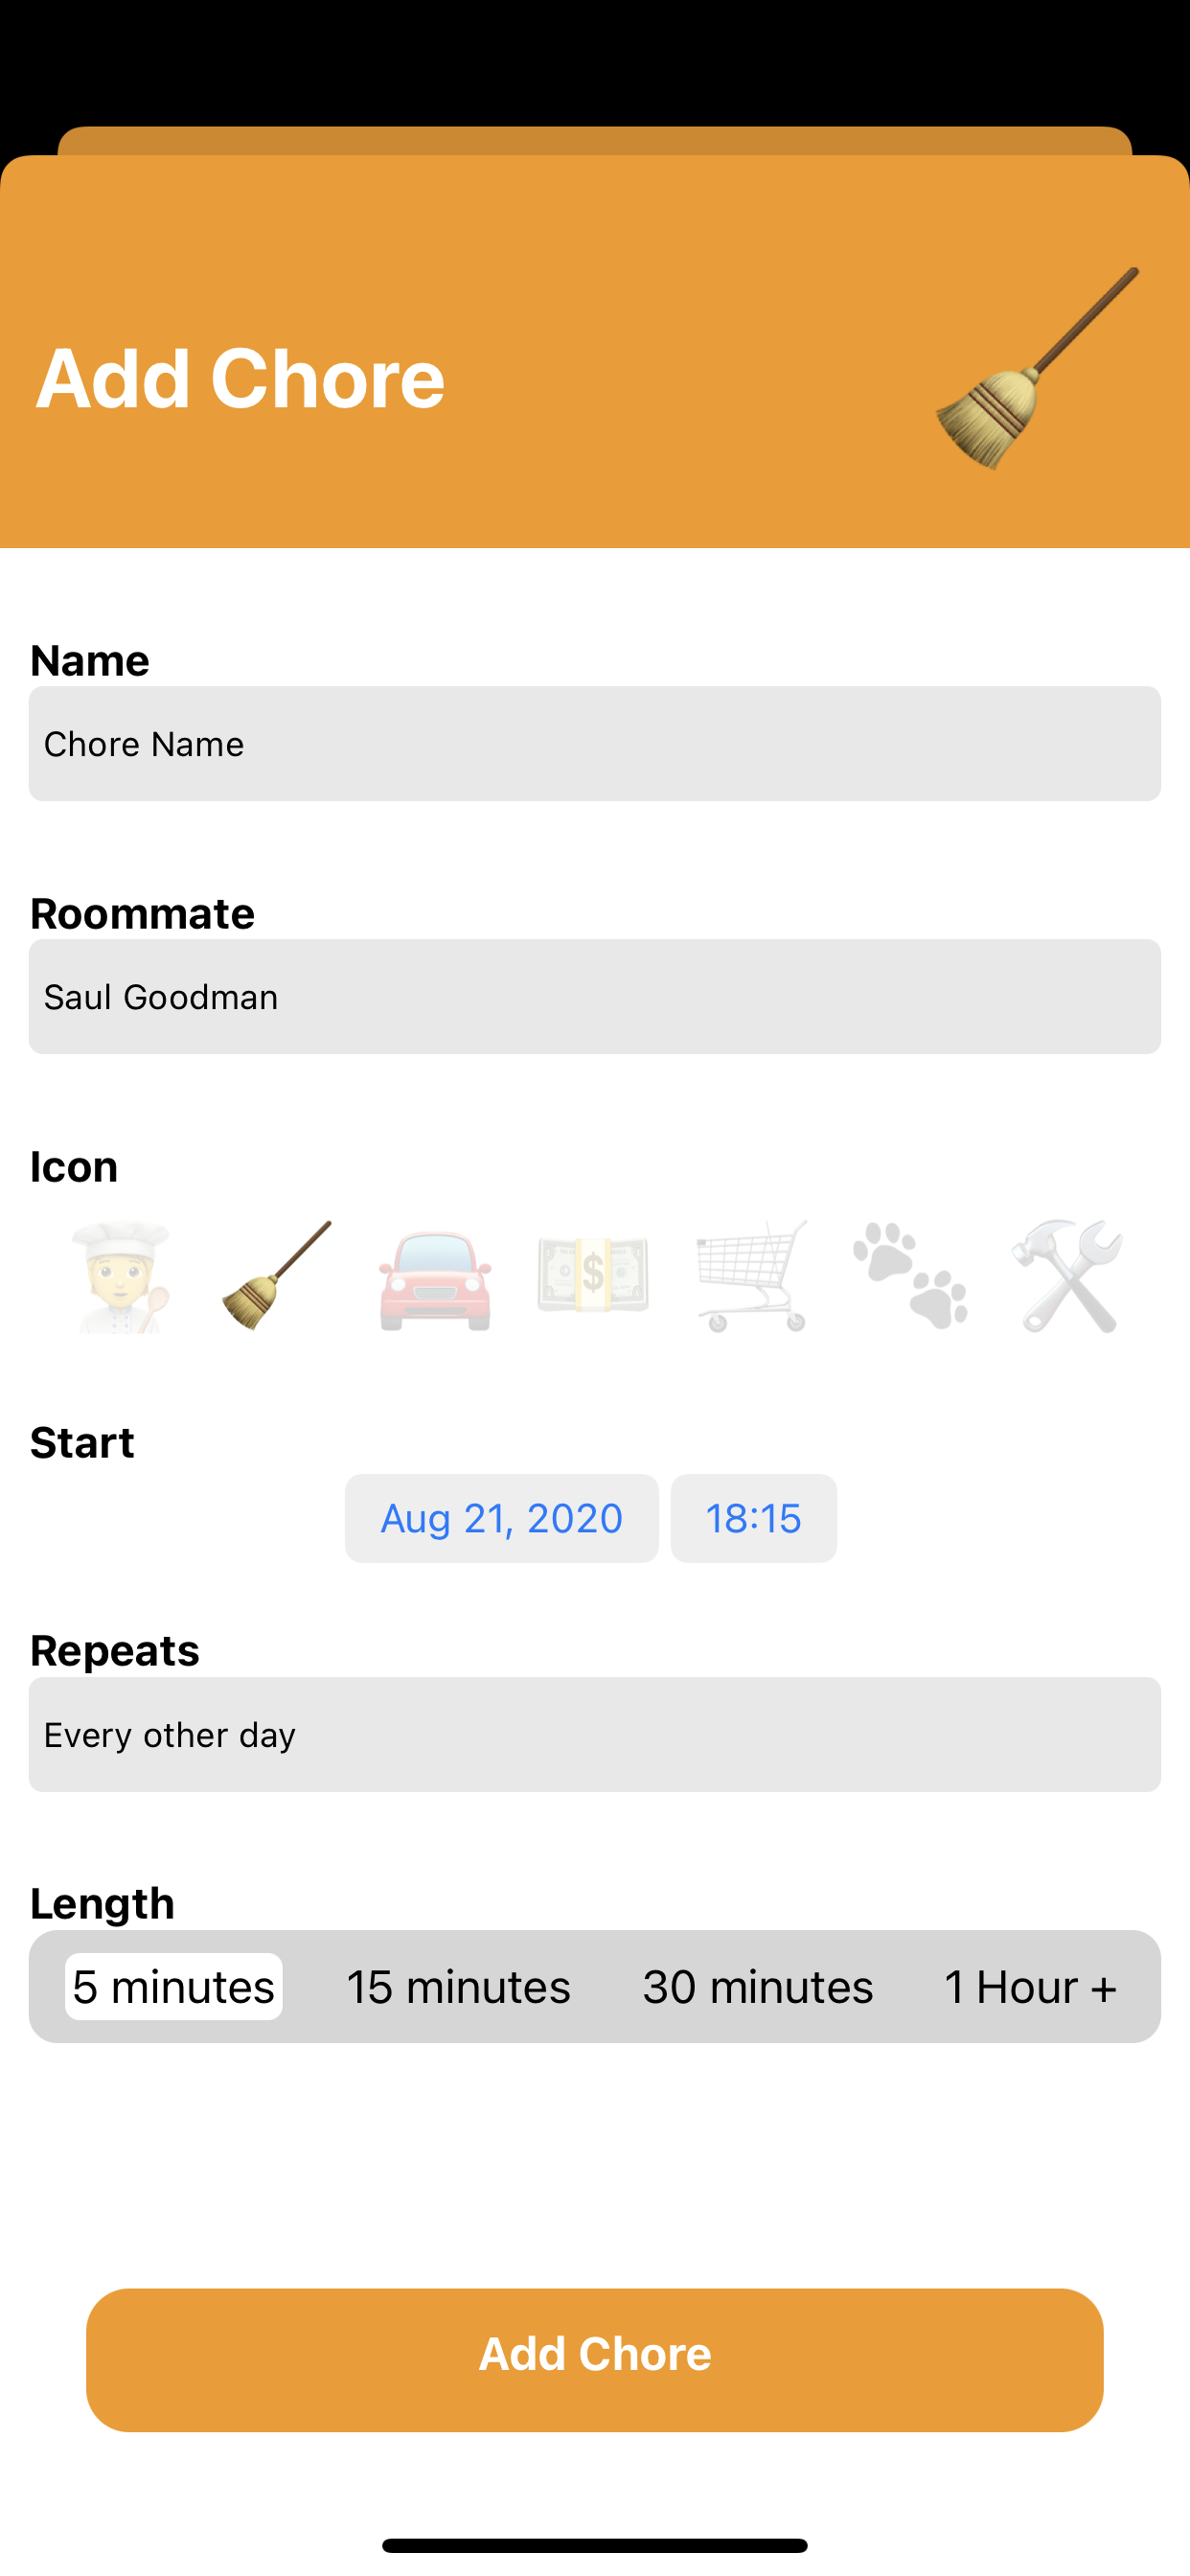 Add Chore
Name
Chore Name
Roommate
Saul Goodman
Icon
Start
Aug 21, 2020 18:15
Repeats
Every other day
Length
5 minutes 15 minutes 30 minutes 1 Hour +
Add Chore